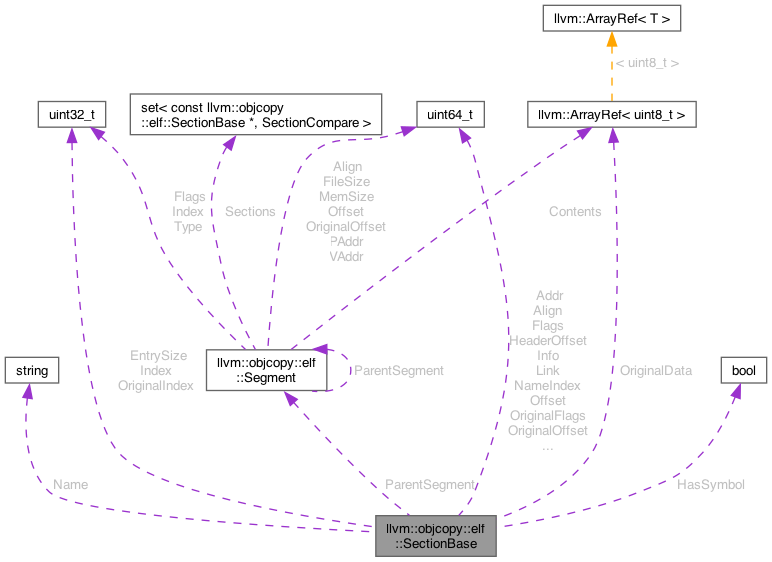 llvm::ArrayRef< T >
< uint8_t >
uint32_t
set< const llvm::objcopy
::elf::SectionBase *, SectionCompare >
uint64_t
llvm::ArrayRef< uint8_t >
Flags
Index
Type
Sections
Align
FileSize
MemSize
Offset
OriginalOffset
PAddr
VAddr
Contents
string
EntrySize
Index
OriginalIndex
llvm::objcopy::elf
::Segment
ParentSegment
Addr
Align
Flags
HeaderOffset
Info
Link
NameIndex
Offset
OriginalFlags
OriginalOffset
...
OriginalData
bool
Name
ParentSegment
HasSymbol
llvm::objcopy::elf
::SectionBase